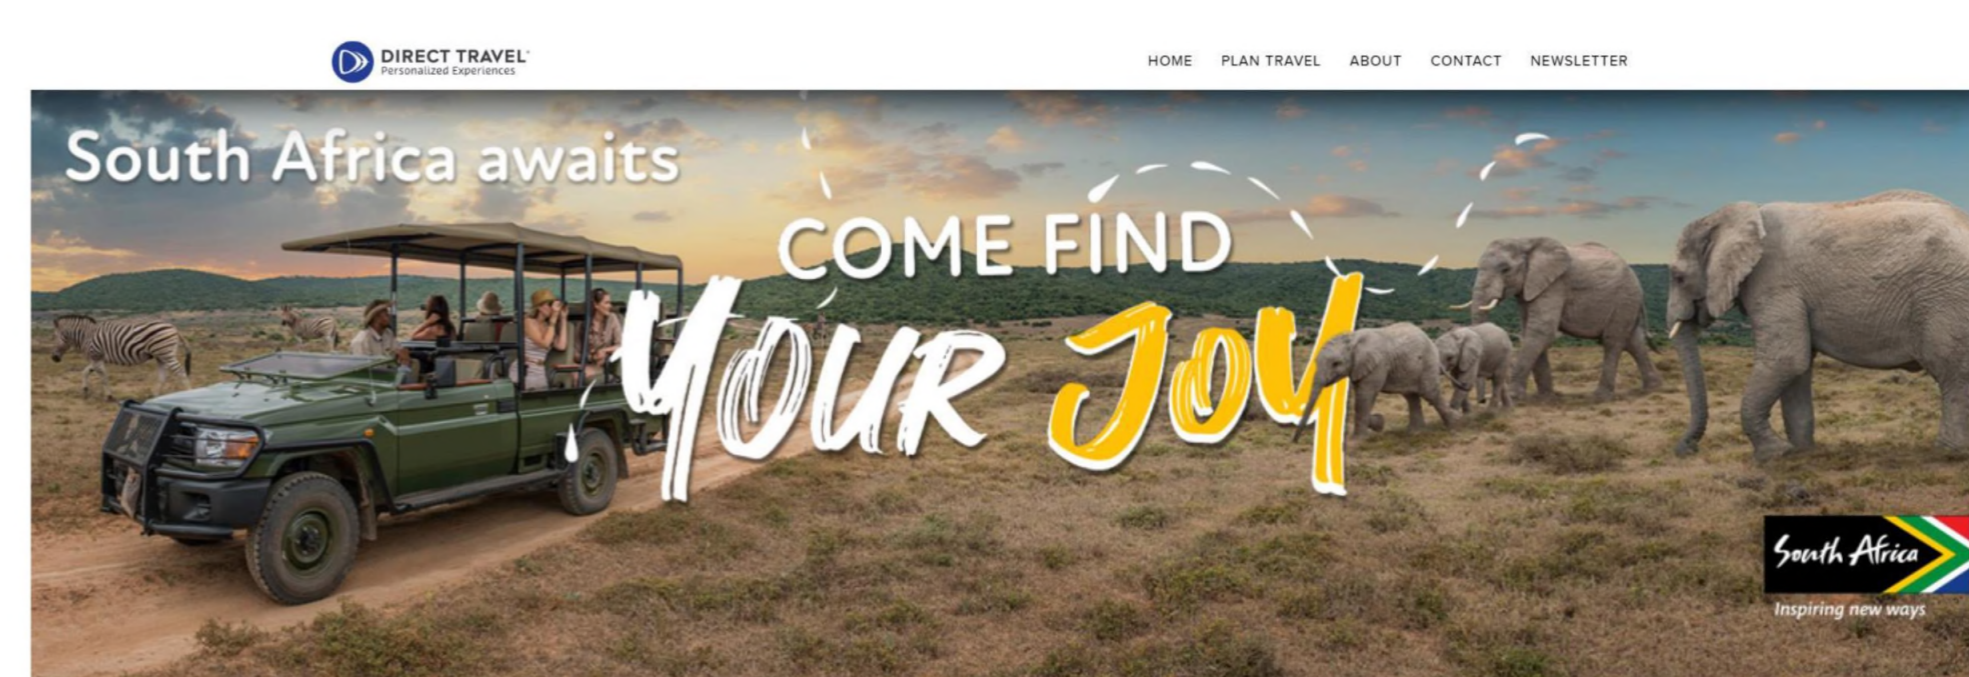 DIRECT TRAVEL
Personalized Experiences
HOME PLAN TRAVEL ABOUT CONTACT NEWSLETTER
South Africa awaits
COME FIND
YOUR JOY
South Africa
Inspiring new ways